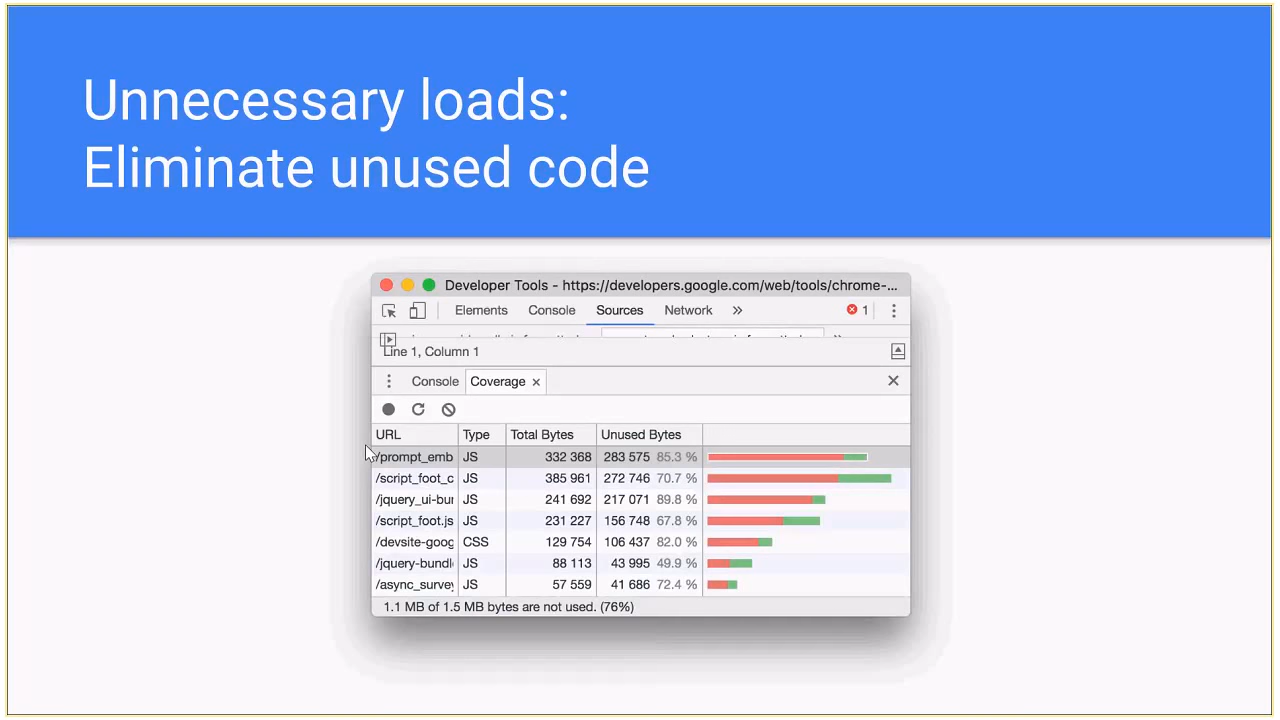 Unnecessary loads:
Eliminate unused code
Developer Tools - https://developers.google.com/web/tools/chrome-...
Elements Console Sources Network » 1
Line 1, Column 1
Console Coverage ×
URL Type Total Bytes Unused Bytes
/prompt_emb JS 332 368 283 575 85.3 %
/script_foot_c JS 385 961 272 746 70.7 %
/jquery_ui-bur JS 241 692 217 071 89.8 %
/script_foot.js JS 231 227 156 748 67.8 %
/devsite-goog CSS 129 754 106 437 82.0 %
/jquery-bundl JS 88 113 43 995 49.9 %
/async_survey JS 57 559 41 686 72.4 %
1.1 MB of 1.5 MB bytes are not used. (76%)